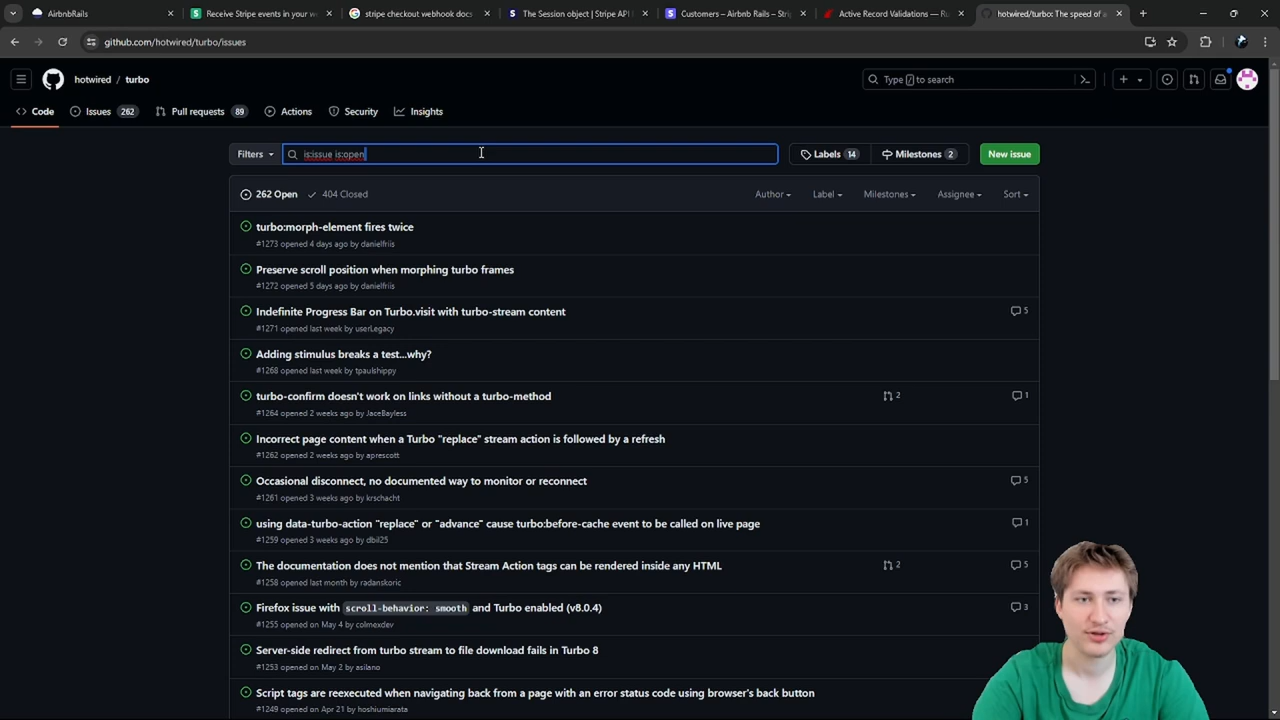 AirbnbRails
Receive Stripe events in your w
stripe checkout webhook docs
The Session object | Stripe API
Customers – Airbnb Rails – Stri
Active Record Validations — Ru
hotwired/turbo: The speed of a
github.com/hotwired/turbo/issues
hotwired / turbo
Type / to search
Code
Issues 262
Pull requests 89
Actions
Security
Insights
Filters
is:issue is:open
Labels 14
Milestones 2
New issue
262 Open
404 Closed
Author
Label
Milestones
Assignee
Sort
turbo:morph-element fires twice
#1273 opened 4 days ago by danielfriis
Preserve scroll position when morphing turbo frames
#1272 opened 5 days ago by danielfriis
Indefinite Progress Bar on Turbo.visit with turbo-stream content
5
#1271 opened last week by userLegacy
Adding stimulus breaks a test...why?
#1268 opened last week by tpaulshippy
turbo-confirm doesn't work on links without a turbo-method
2
1
#1264 opened 2 weeks ago by JaceBayless
Incorrect page content when a Turbo "replace" stream action is followed by a refresh
#1262 opened 2 weeks ago by aprescott
Occasional disconnect, no documented way to monitor or reconnect
5
#1261 opened 3 weeks ago by krschacht
using data-turbo-action "replace" or "advance" cause turbo:before-cache event to be called on live page
1
#1259 opened 3 weeks ago by dbil25
The documentation does not mention that Stream Action tags can be rendered inside any HTML
2
5
#1258 opened last month by radanskoric
Firefox issue with scroll-behavior: smooth and Turbo enabled (v8.0.4)
3
#1255 opened on May 4 by colmexdev
Server-side redirect from turbo stream to file download fails in Turbo 8
#1253 opened on May 2 by asilano
Script tags are reexecuted when navigating back from a page with an error status code using browser's back button
#1249 opened on Apr 26 by hoshiumiarata